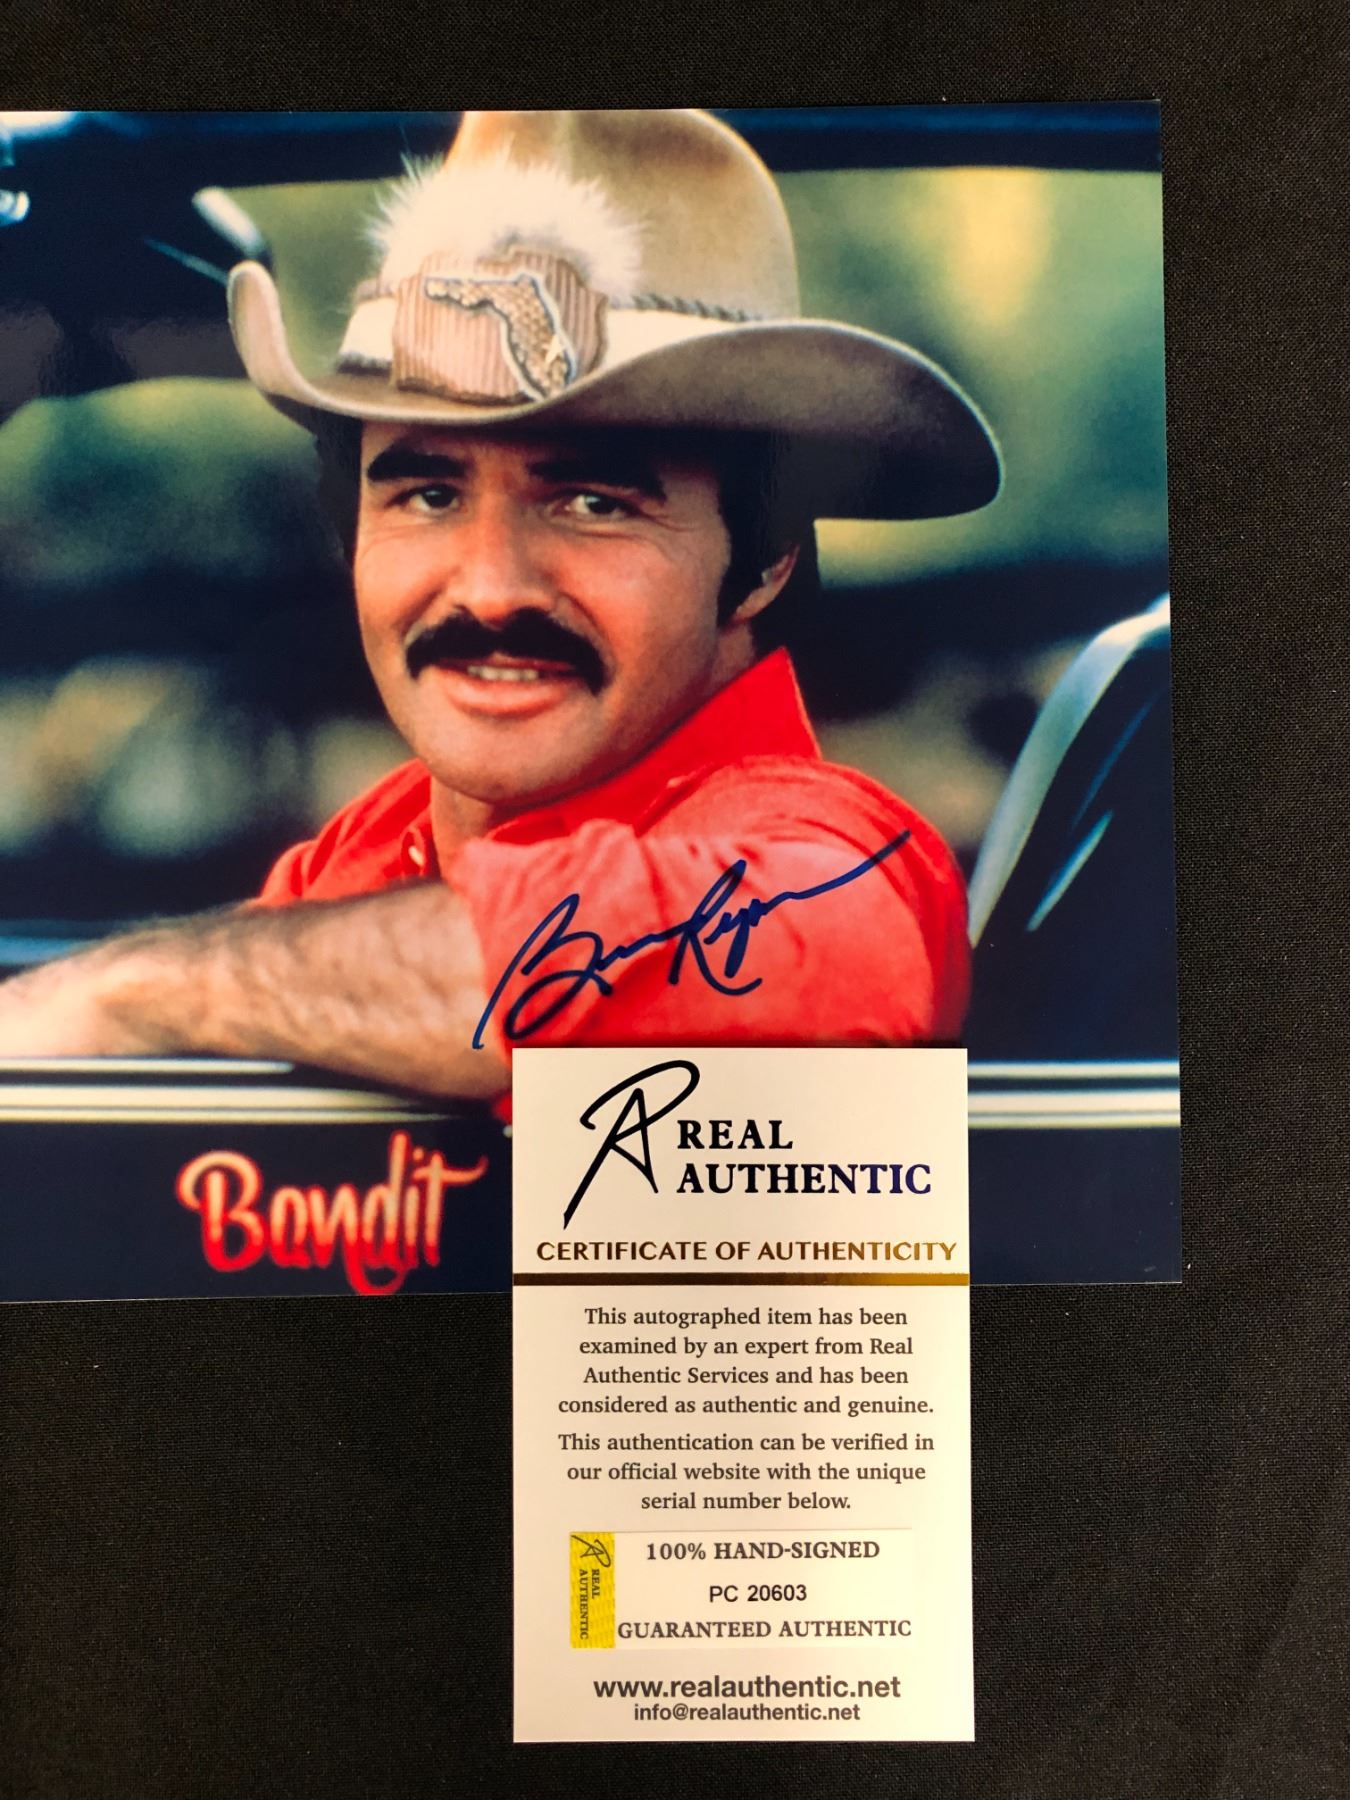 Bandit
REAL
AUTHENTIC
CERTIFICATE OF AUTHENTICITY
This autographed item has been
examined by an expert from Real
Authentic Services and has been
considered as authentic and genuine.
This authentication can be verified in
our official website with the unique
serial number below.
REAL
AUTHENTIC
100% HAND-SIGNED
PC 20603
GUARANTEED AUTHENTIC
www.realauthentic.net
info@realauthentic.net